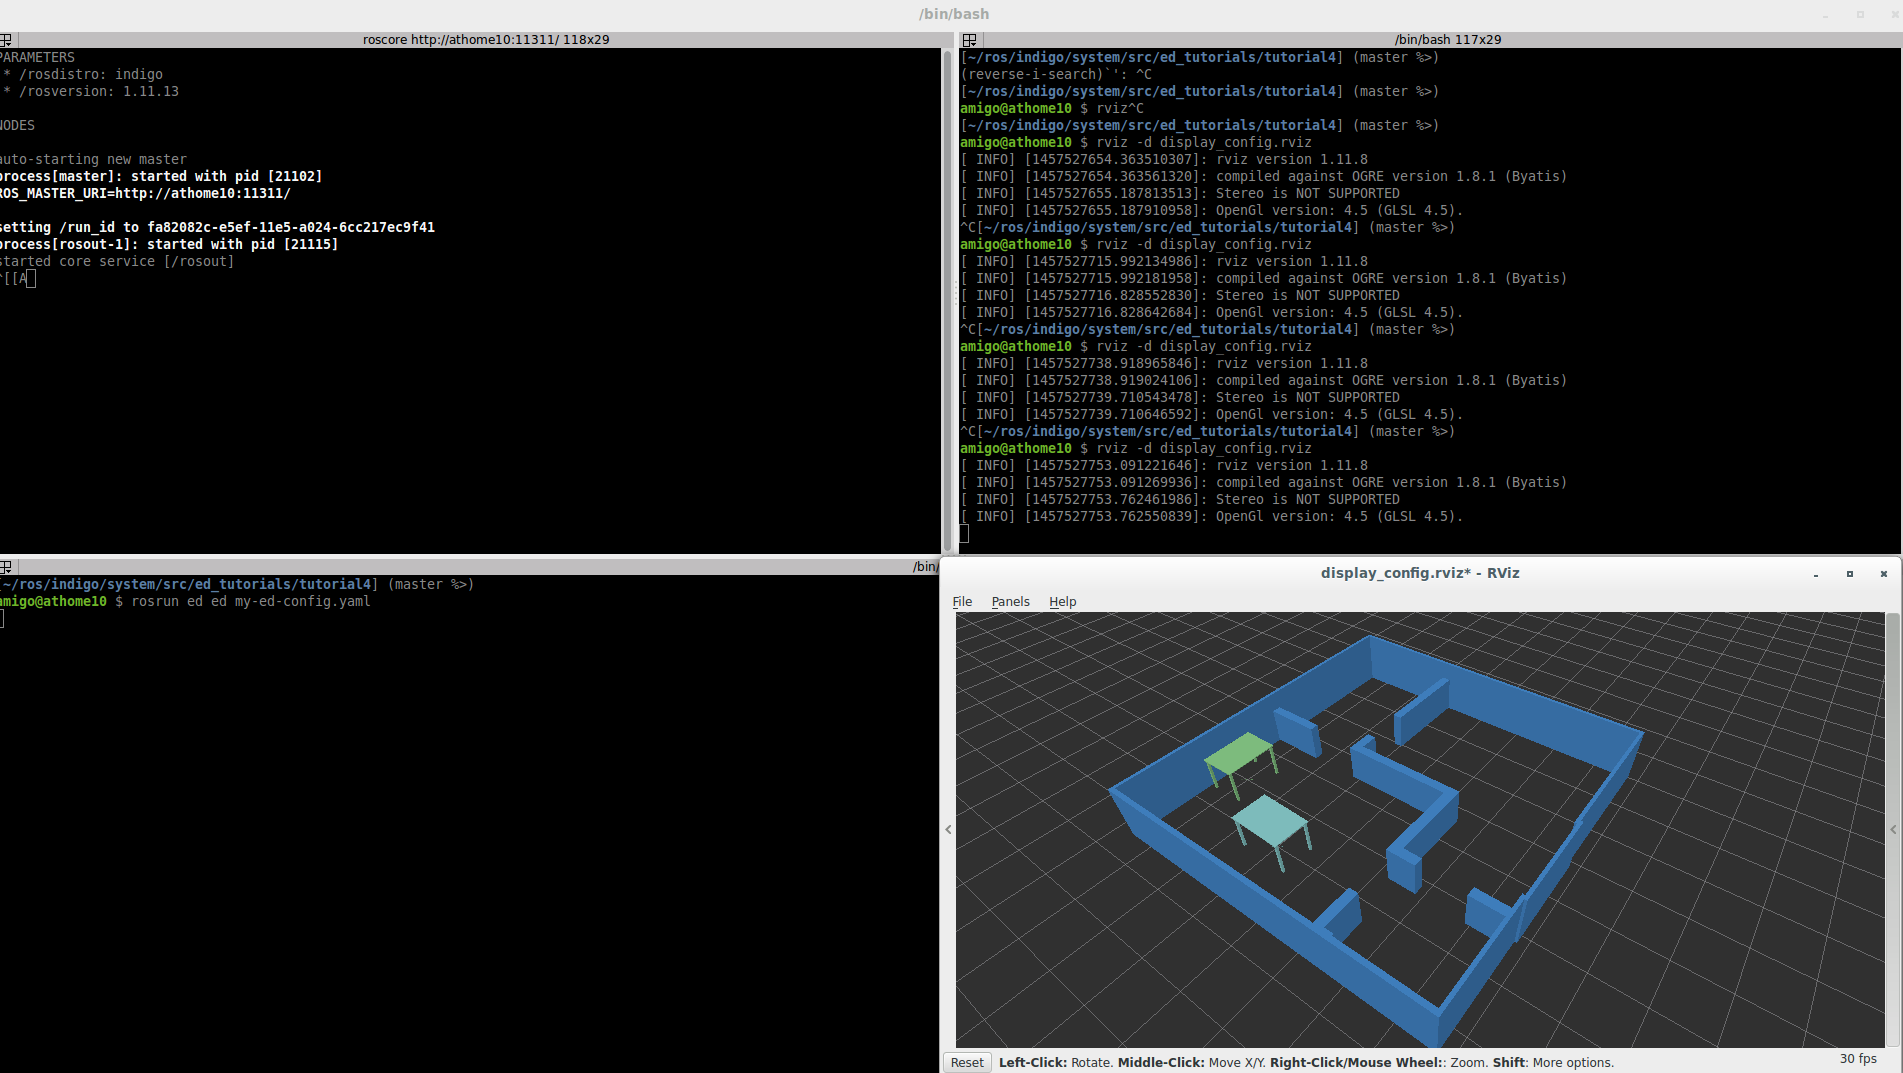 /bin/bash
roscore http://athome10:11311/ 118x29
PARAMETERS
* /rosdistro: indigo
* /rosversion: 1.11.13
NODES
auto-starting new master
process[master]: started with pid [21102]
ROS_MASTER_URI=http://athome10:11311/
setting /run_id to fa82082c-e5ef-11e5-a024-6cc217ec9f41
process[rosout-1]: started with pid [21115]
started core service [/rosout]
^[[A
/bin/bash 117x29
[~/ros/indigo/system/src/ed_tutorials/tutorial4] (master %>)
(reverse-i-search)`': ^C
[~/ros/indigo/system/src/ed_tutorials/tutorial4] (master %>)
amigo@athome10 $ rviz^C
[~/ros/indigo/system/src/ed_tutorials/tutorial4] (master %>)
amigo@athome10 $ rviz -d display_config.rviz
[ INFO] [1457527654.363510307]: rviz version 1.11.8
[ INFO] [1457527654.363561320]: compiled against OGRE version 1.8.1 (Byatis)
[ INFO] [1457527655.187813513]: Stereo is NOT SUPPORTED
[ INFO] [1457527655.187910958]: OpenGl version: 4.5 (GLSL 4.5).
^C[~/ros/indigo/system/src/ed_tutorials/tutorial4] (master %>)
amigo@athome10 $ rviz -d display_config.rviz
[ INFO] [1457527715.992134986]: rviz version 1.11.8
[ INFO] [1457527715.992181958]: compiled against OGRE version 1.8.1 (Byatis)
[ INFO] [1457527716.828552830]: Stereo is NOT SUPPORTED
[ INFO] [1457527716.828642684]: OpenGl version: 4.5 (GLSL 4.5).
^C[~/ros/indigo/system/src/ed_tutorials/tutorial4] (master %>)
amigo@athome10 $ rviz -d display_config.rviz
[ INFO] [1457527738.918965846]: rviz version 1.11.8
[ INFO] [1457527738.919024106]: compiled against OGRE version 1.8.1 (Byatis)
[ INFO] [1457527739.710543478]: Stereo is NOT SUPPORTED
[ INFO] [1457527739.710646592]: OpenGl version: 4.5 (GLSL 4.5).
^C[~/ros/indigo/system/src/ed_tutorials/tutorial4] (master %>)
amigo@athome10 $ rviz -d display_config.rviz
[ INFO] [1457527753.091221646]: rviz version 1.11.8
[ INFO] [1457527753.091269936]: compiled against OGRE version 1.8.1 (Byatis)
[ INFO] [1457527753.762461986]: Stereo is NOT SUPPORTED
[ INFO] [1457527753.762550839]: OpenGl version: 4.5 (GLSL 4.5).
/bin/
[~/ros/indigo/system/src/ed_tutorials/tutorial4] (master %>)
amigo@athome10 $ rosrun ed ed my-ed-config.yaml
display_config.rviz* - RViz
File Panels Help
Reset Left-Click: Rotate. Middle-Click: Move X/Y. Right-Click/Mouse Wheel:: Zoom. Shift: More options.
30 fps